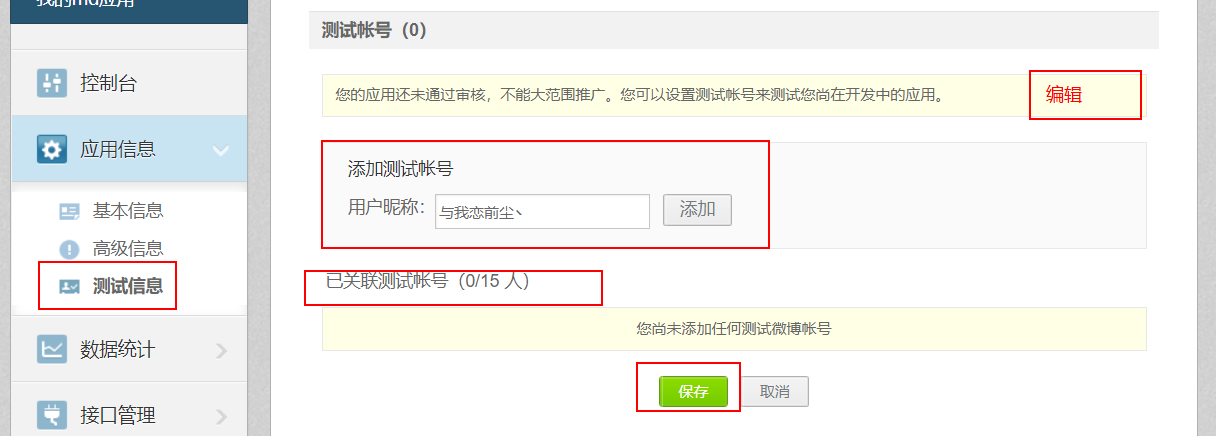 我的md应用
控制台
应用信息
基本信息
高级信息
测试信息
数据统计
接口管理
测试帐号（0）
您的应用还未通过审核，不能大范围推广。您可以设置测试帐号来测试您尚在开发中的应用。
编辑
添加测试帐号
用户昵称：
与我恋前尘丶
添加
已关联测试帐号（0/15 人）
您尚未添加任何测试微博帐号
保存
取消